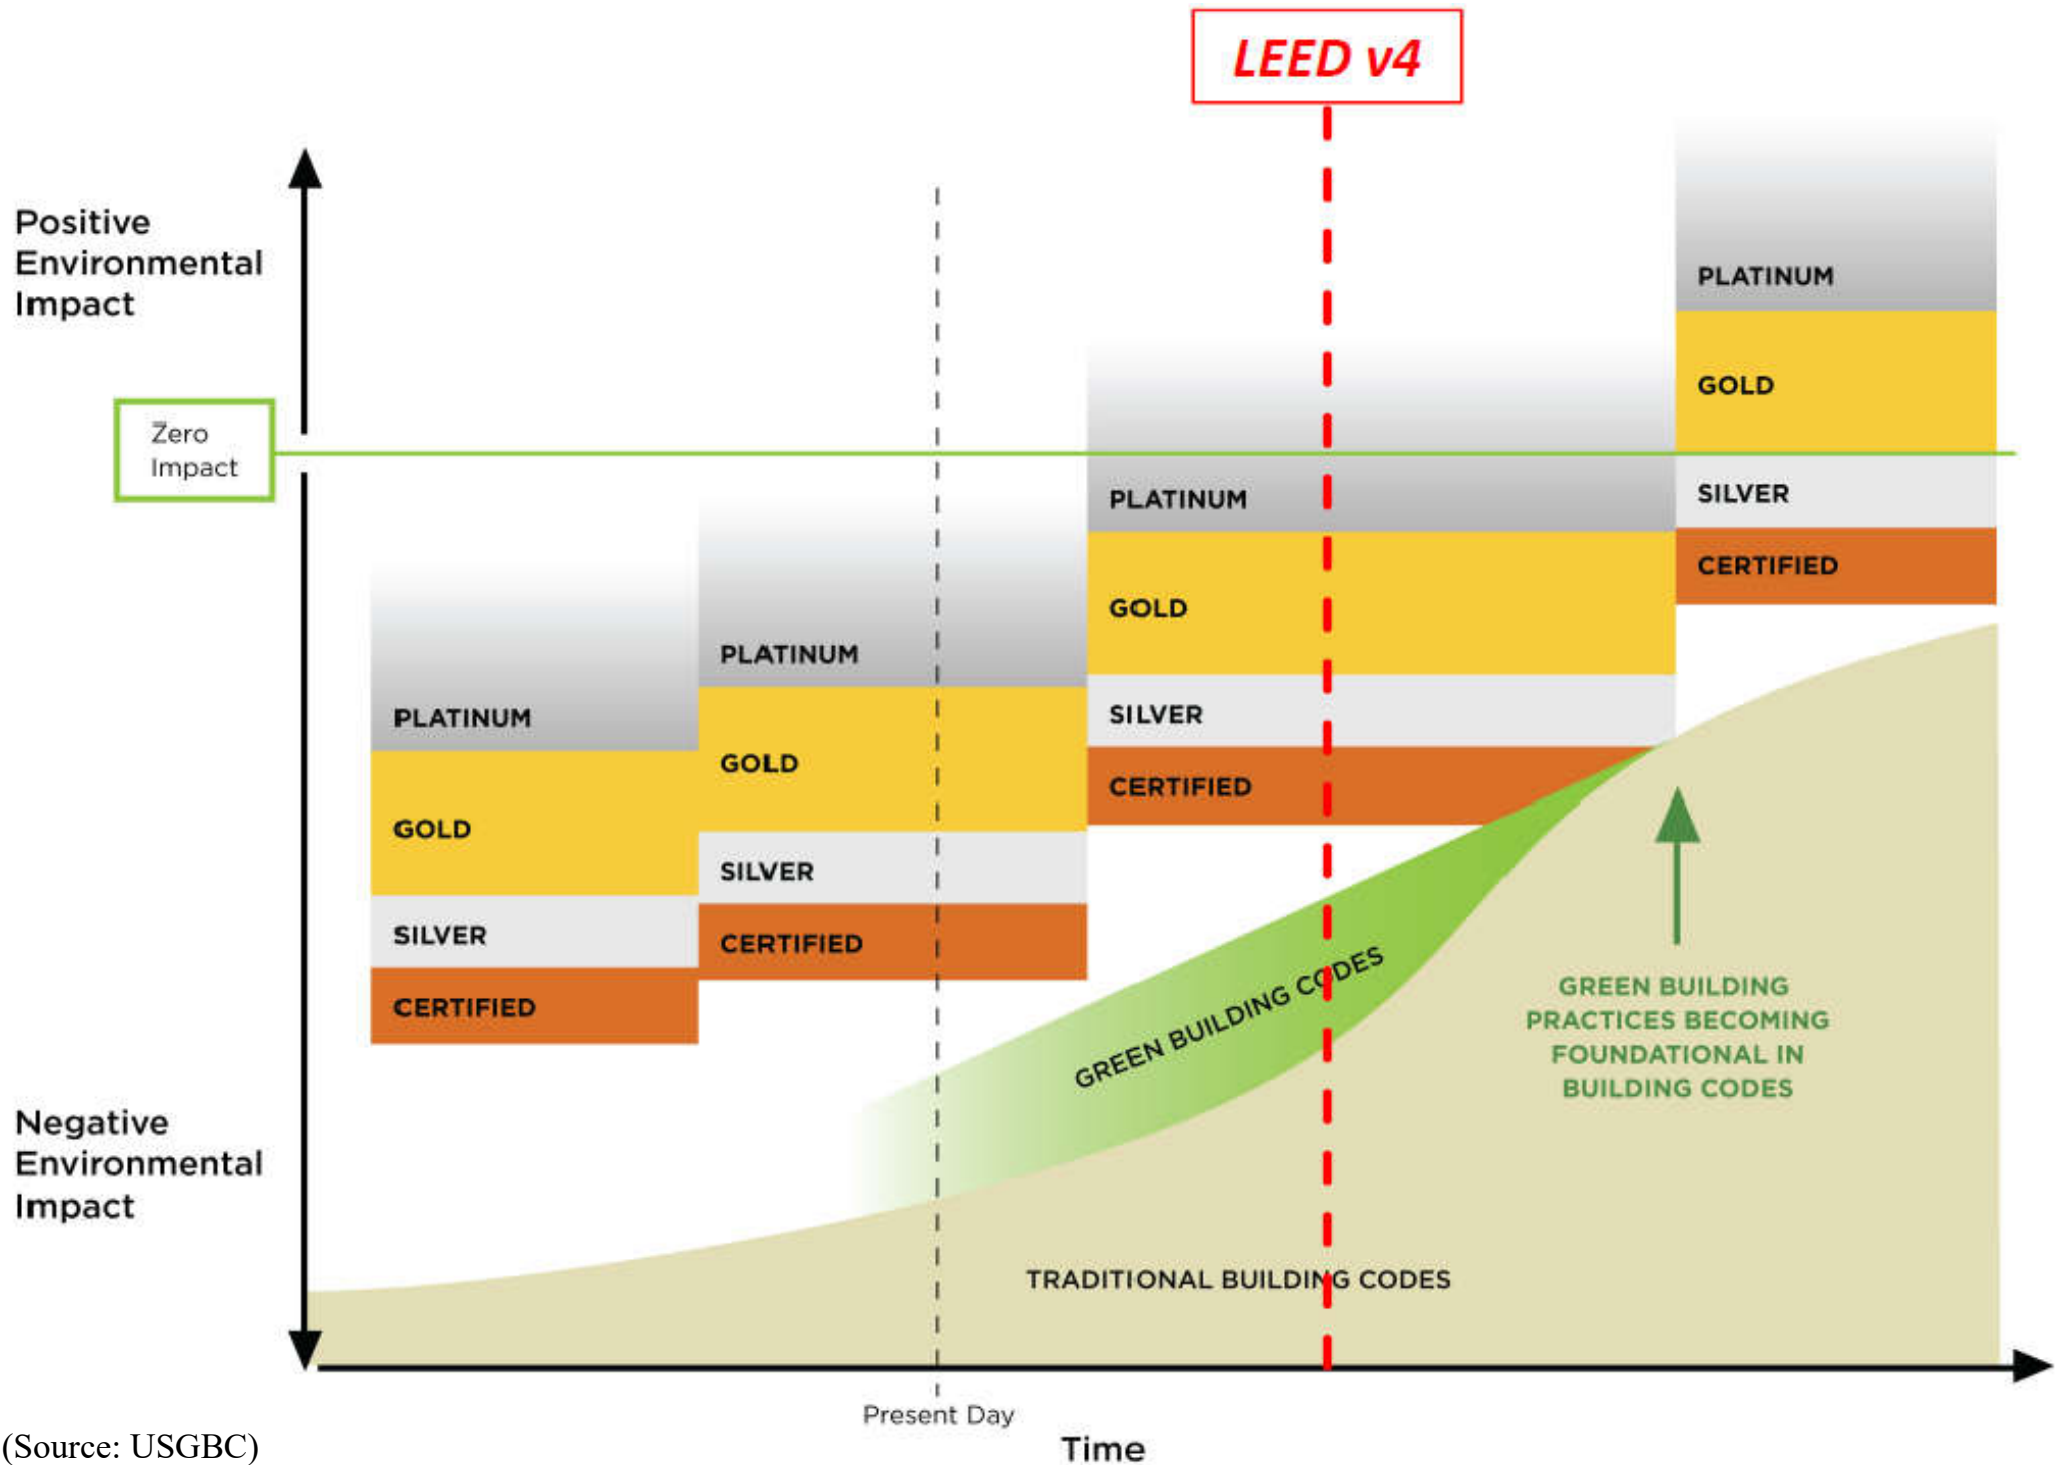 LEED v4
Positive
Environmental
Impact
Zero
Impact
PLATINUM
GOLD
SILVER
CERTIFIED
PLATINUM
GOLD
SILVER
CERTIFIED
PLATINUM
GOLD
SILVER
CERTIFIED
PLATINUM
GOLD
SILVER
CERTIFIED
GREEN BUILDING CODES
GREEN BUILDING
PRACTICES BECOMING
FOUNDATIONAL IN
BUILDING CODES
Negative
Environmental
Impact
TRADITIONAL BUILDING CODES
Present Day
Time
(Source: USGBC)